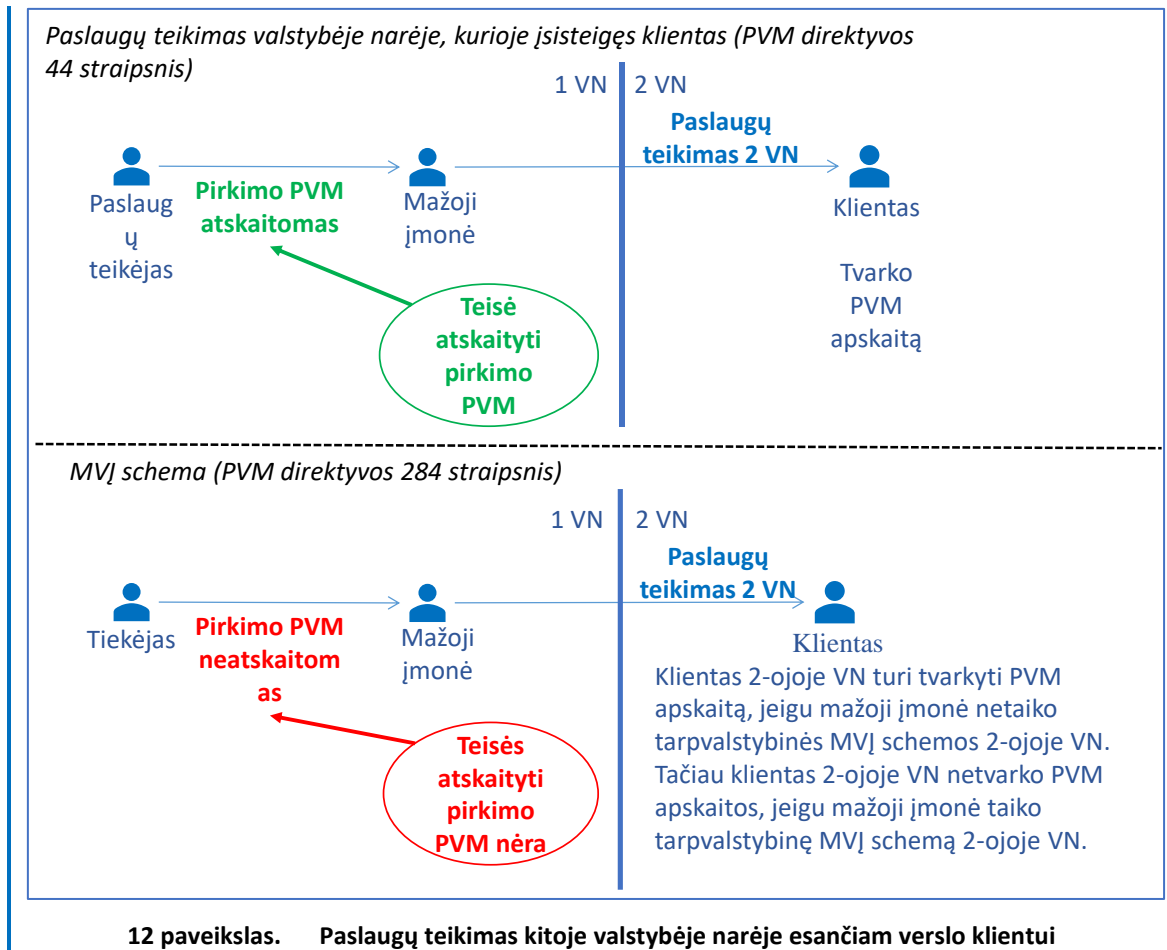 Paslaugų teikimas valstybėje narėje, kurioje įsisteigęs klientas (PVM direktyvos
44 straipsnis)
1 VN
2 VN
Paslaugų
teikimas 2 VN
Paslaug
ų
teikėjas
Pirkimo PVM
atskaitomas
Mažoji
įmonė
Klientas
Tvarko
PVM
apskaitą
Teisė
atskaityti
pirkimo
PVM
MVĮ schema (PVM direktyvos 284 straipsnis)
1 VN
2 VN
Paslaugų
teikimas 2 VN
Tiekėjas
Pirkimo PVM
neatskaitom
as
Mažoji
įmonė
Klientas
Klientas 2-ojoje VN turi tvarkyti PVM
apskaitą, jeigu mažoji įmonė netaiko
tarpvalstybinės MVĮ schemos 2-ojoje VN.
Tačiau klientas 2-ojoje VN netvarko PVM
apskaitos, jeigu mažoji įmonė taiko
tarpvalstybinę MVĮ schemą 2-ojoje VN.
Teisės
atskaityti
pirkimo
PVM nėra
12 paveikslas. Paslaugų teikimas kitoje valstybėje narėje esančiam verslo klientui